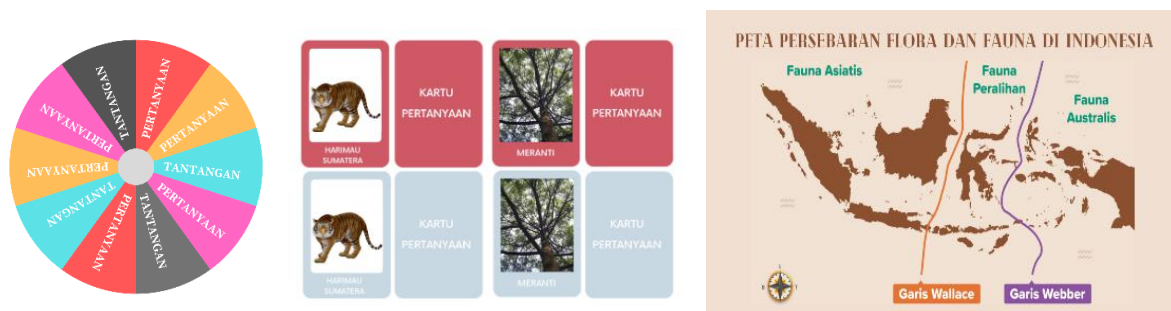 PERTANYAAN
PERTANYAAN
TANTANGAN
PERTANYAAN
TANTANGAN
PERTANYAAN
TANTANGAN
PERTANYAAN
PERTANYAAN
TANTANGAN
HARIMAU
SUMATERA
KARTU
PERTANYAAN
MERANTI
KARTU
PERTANYAAN
HARIMAU
SUMATERA
KARTU
PERTANYAAN
MERANTI
KARTU
PERTANYAAN
PETA PERSEBARAN FLORA DAN FAUNA DI INDONESIA
Fauna Asiatis
Fauna
Peralihan
Fauna
Australis
Garis Wallace
Garis Webber